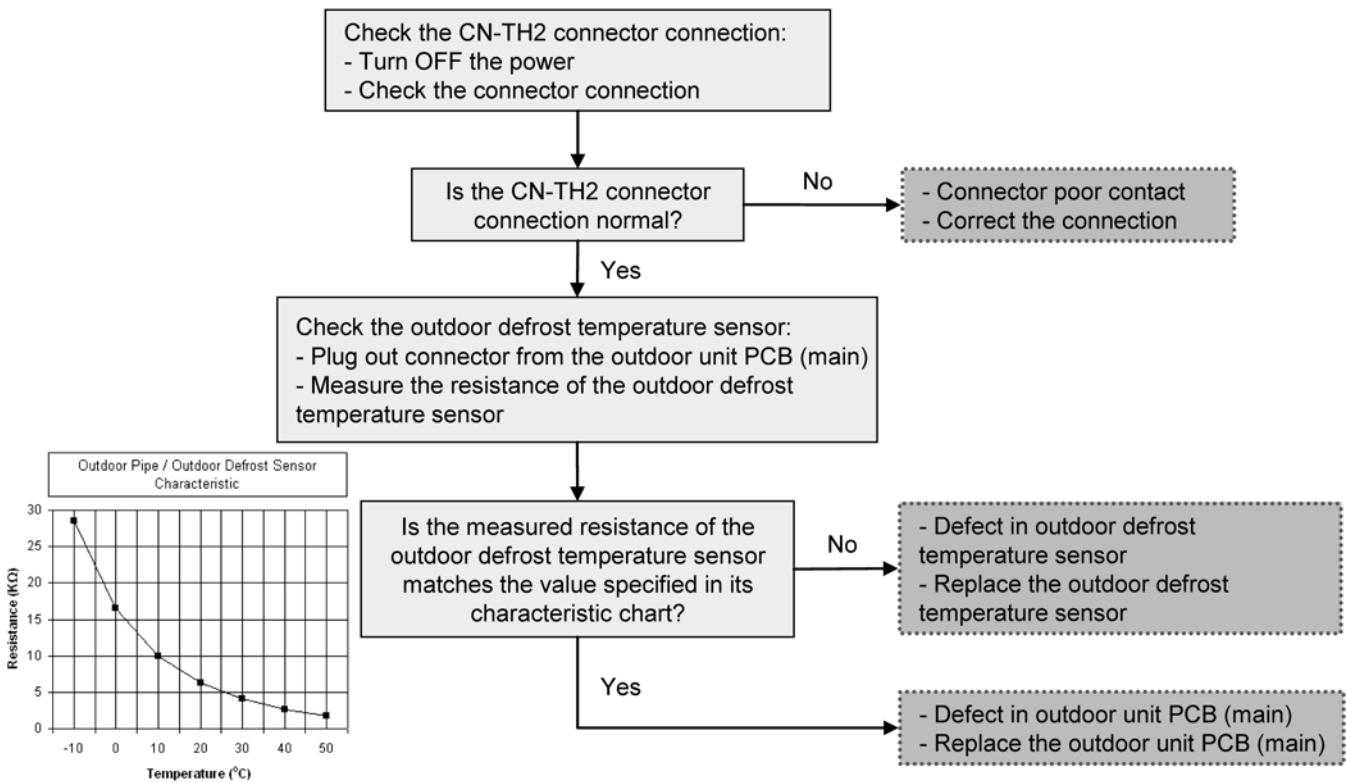 Check the CN-TH2 connector connection:
- Turn OFF the power
- Check the connector connection
Is the CN-TH2 connector
connection normal?
No
- Connector poor contact
- Correct the connection
Yes
Check the outdoor defrost temperature sensor:
- Plug out connector from the outdoor unit PCB (main)
- Measure the resistance of the outdoor defrost
temperature sensor
Outdoor Pipe / Outdoor Defrost Sensor
Characteristic
Resistance (KΩ)
30
25
20
15
10
5
0
-10 0 10 20 30 40 50
Temperature (°C)
Is the measured resistance of the
outdoor defrost temperature sensor
matches the value specified in its
characteristic chart?
No
- Defect in outdoor defrost
temperature sensor
- Replace the outdoor defrost
temperature sensor
Yes
- Defect in outdoor unit PCB (main)
- Replace the outdoor unit PCB (main)